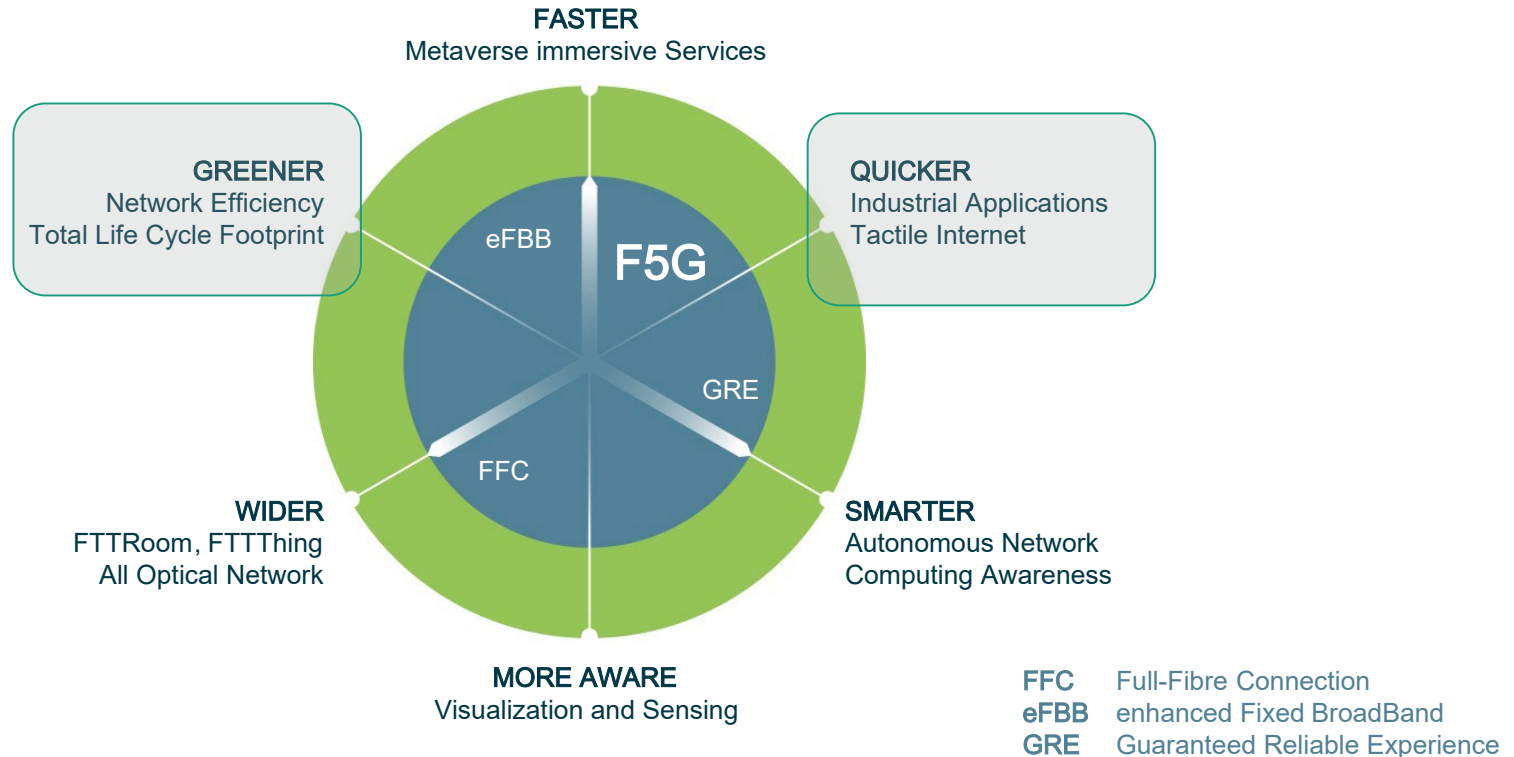 FASTER
Metaverse immersive Services
GREENER
Network Efficiency
Total Life Cycle Footprint
QUICKER
Industrial Applications
Tactile Internet
eFBB
F5G
GRE
FFC
WIDER
FTTRoom, FTTThing
All Optical Network
SMARTER
Autonomous Network
Computing Awareness
MORE AWARE
Visualization and Sensing
FFC Full-Fibre Connection
eFBB enhanced Fixed BroadBand
GRE Guaranteed Reliable Experience